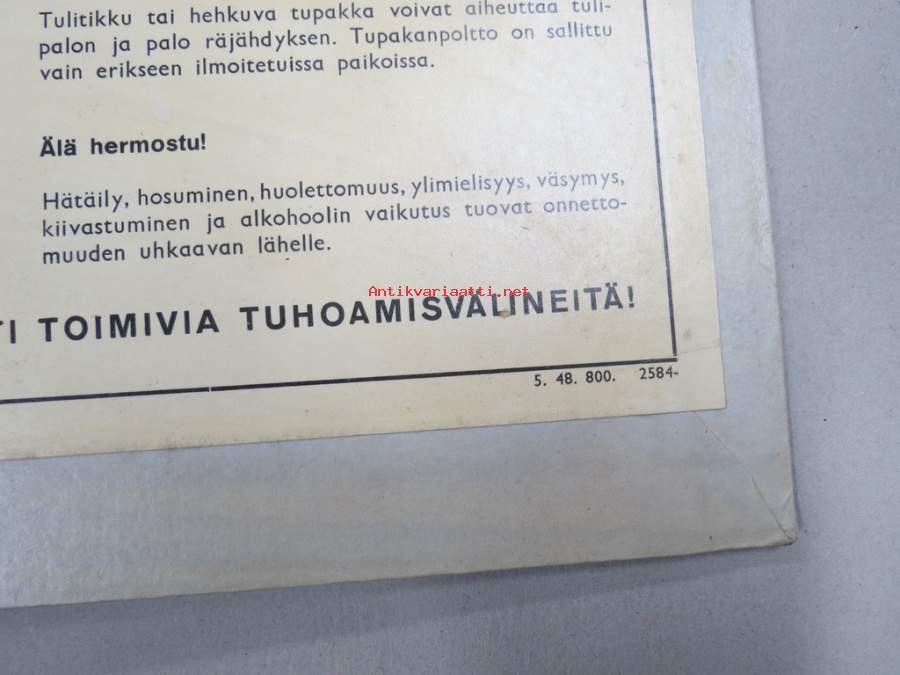 Tulitikku tai hehkuva tupakka voivat aiheuttaa tuli-
palon ja palo räjähdyksen. Tupakanpoltto on sallittu
vain erikseen ilmoitetuissa paikoissa.
Älä hermostu!
Hätäily, hosuminen, huolettomuus, ylimielisyys, väsymys,
kiivastuminen ja alkohoolin vaikutus tuovat onnetto-
muuden uhkaavan lähelle.
Antikvariaatti.net
TI TOIMIVIA TUHOAMISVÄLINEITÄ!
5. 48. 800. 2584-